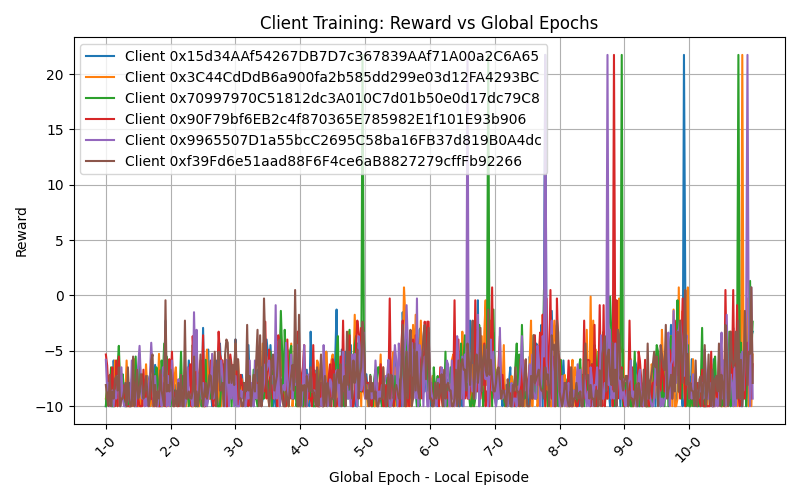 Client Training: Reward vs Global Epochs
Client 0x15d34AAf54267DB7D7c367839AAf71A00a2C6A65
Client 0x3C44CdDdB6a900fa2b585dd299e03d12FA4293BC
Client 0x70997970C51812dc3A010C7d01b50e0d17dc79C8
Client 0x90F79bf6EB2c4f870365E785982E1f101E93b906
Client 0x9965507D1a55bcC2695C58ba16FB37d819B0A4dc
Client 0xf39Fd6e51aad88F6F4ce6aB8827279cffFb92266
Reward
20
15
10
5
0
−5
−10
1-0
2-0
3-0
4-0
5-0
6-0
7-0
8-0
9-0
10-0
Global Epoch - Local Episode